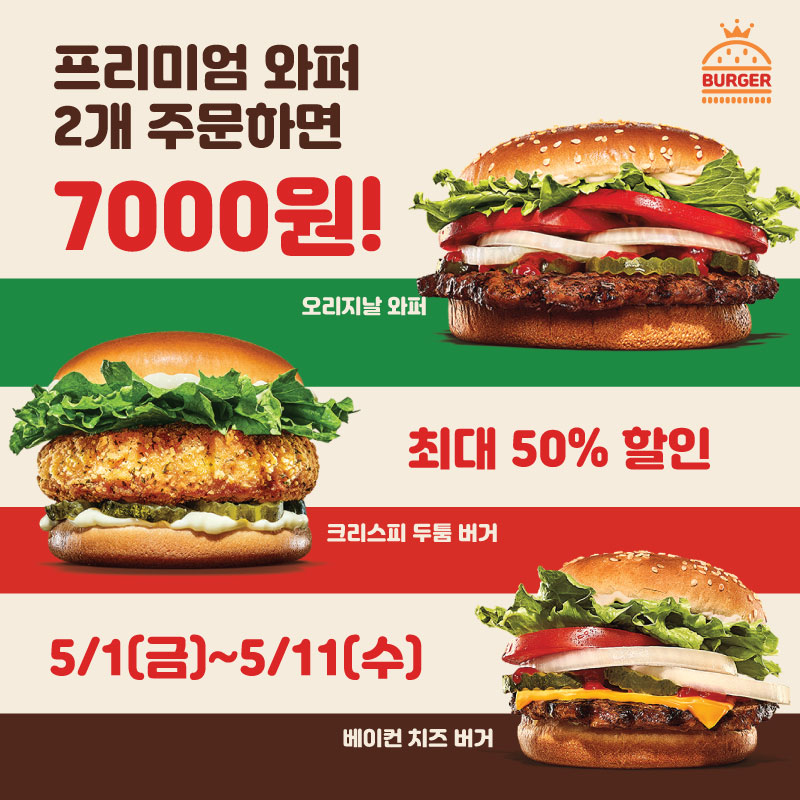 프리미엄 와퍼
2개 주문하면
7000원!
BURGER
오리지날 와퍼
최대 50% 할인
크리스피 두툼 버거
5/1(금)~5/11(수)
베이컨 치즈 버거